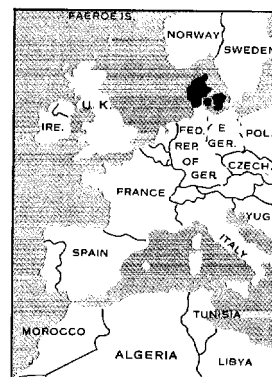 FAEROE IS.
NORWAY
SWEDEN
U. K.
IRE.
FED.
REP.
OF
GER.
E
GER.
POL.
CZECH.
FRANCE
YUG
ITALY
SPAIN
MOROCCO
ALGERIA
TUNISIA
LIBYA